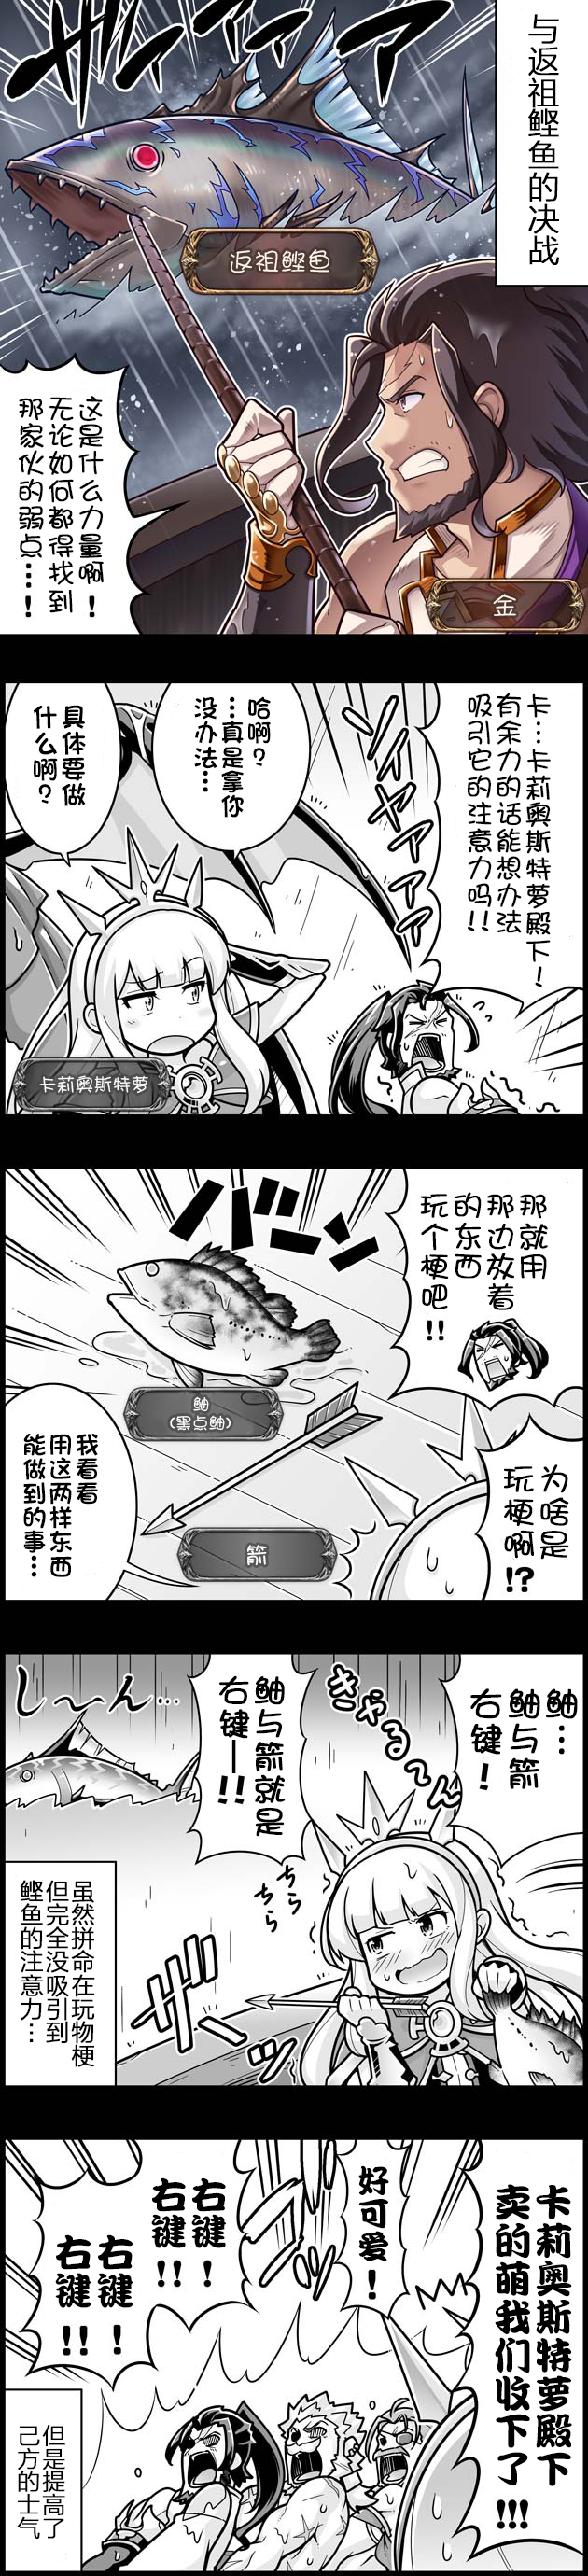 与返祖鲣鱼的决战
返祖鲣鱼
这是什么力量啊！
无论如何都得找到
那家伙的弱点…！
金
卡…卡莉奥斯特萝殿下！
有余力的话能想办法
吸引它的注意力吗!!
ソイヤアァァァ
哈啊？
…真是拿你
没办法…
具体要做
什么啊？
卡莉奥斯特萝
那就用
那边放着
的东西
玩个梗吧!!
バーン
鲉
(黑点鲉)
箭
为啥是
玩梗啊!?
我看看
用这两样东西
能做到的事…
鲉…
鲉与箭
右键！
きゃる〜ん
鲉与箭就是
右键—!!
ちら
ちら
し〜ん…
ザザッ
虽然拼命在玩物梗
但完全没吸引到
鲣鱼的注意力…
卡莉奥斯特萝殿下
卖的萌我们收下了!!!
好可爱！
右键！
右键!!
右键！
右键!!
但是提高了
己方的士气